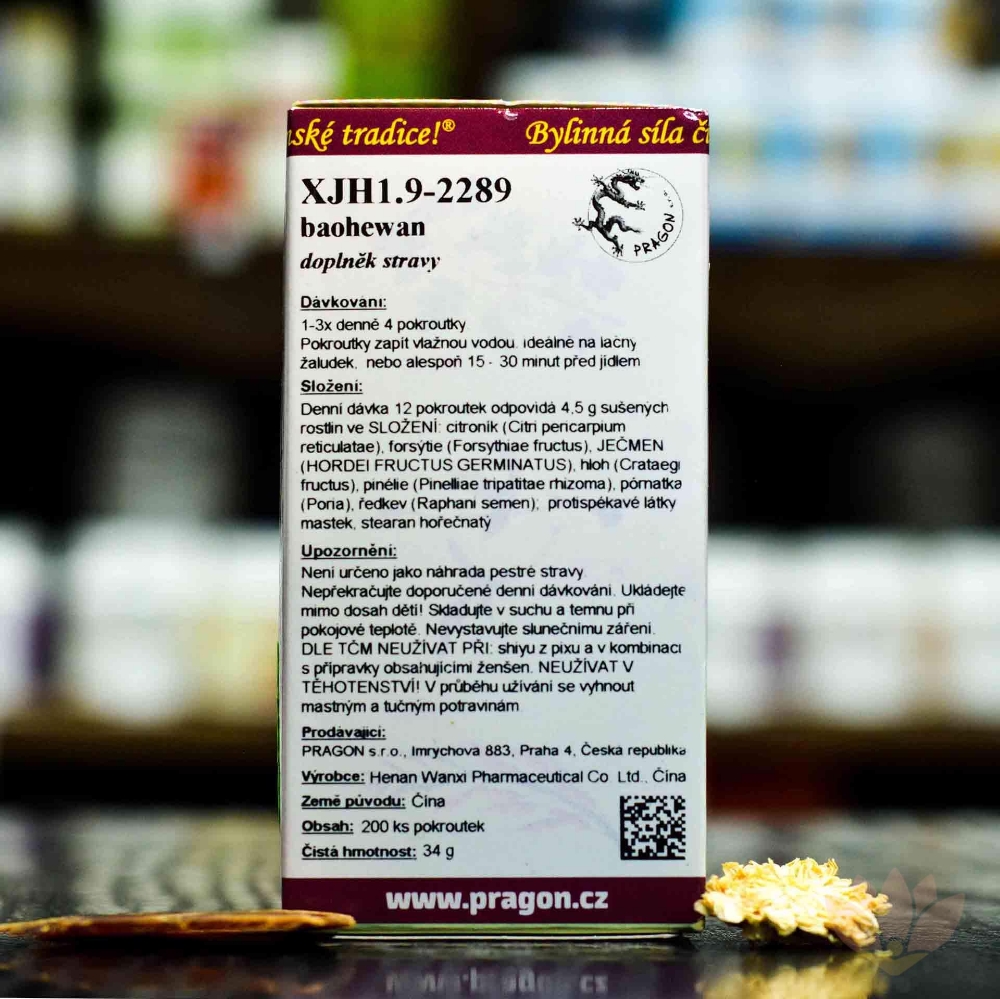 ské tradice!® Bylinná síla
XJH1.9-2289
baohewan
doplněk stravy
PRAGON s.r.o.
Dávkování:
1-3x denně 4 pokroutky
Pokroutky zapít vlažnou vodou. ideálně na lačný
žaludek, nebo alespoň 15 - 30 minut před jídlem
Složení:
Denní dávka 12 pokroutek odpovídá 4,5 g sušených
rostlin ve SLOŽENÍ: citroník (Citri pericarpium
reticulatae), forsýtie (Forsythiae fructus), JEČMEN
(HORDEI FRUCTUS GERMINATUS), hloh (Crataegi
fructus), pinélie (Pinelliae tripatitae rhizoma), pórnatka
(Poria), ředkev (Raphani semen); protispékavé látky
mastek, stearan hořečnatý
Upozornění:
Není určeno jako náhrada pestré stravy
Nepřekračujte doporučené denní dávkování. Ukládejte
mimo dosah dětí! Skladujte v suchu a temnu při
pokojové teplotě. Nevystavujte slunečnímu záření.
DLE TČM NEUŽÍVAT PŘI: shiyu z pixu a v kombinaci
s přípravky obsahujícími ženšen. NEUŽÍVAT V
TĚHOTENSTVÍ! V průběhu užívání se vyhnout
mastným a tučným potravinám
Prodávající:
PRAGON s.r.o., Imrychova 883, Praha 4, Česká republika
Výrobce: Henan Wanxi Pharmaceutical Co. Ltd., Čína
Země původu: Čína
Obsah: 200 ks pokroutek
Čistá hmotnost: 34 g
www.pragon.cz